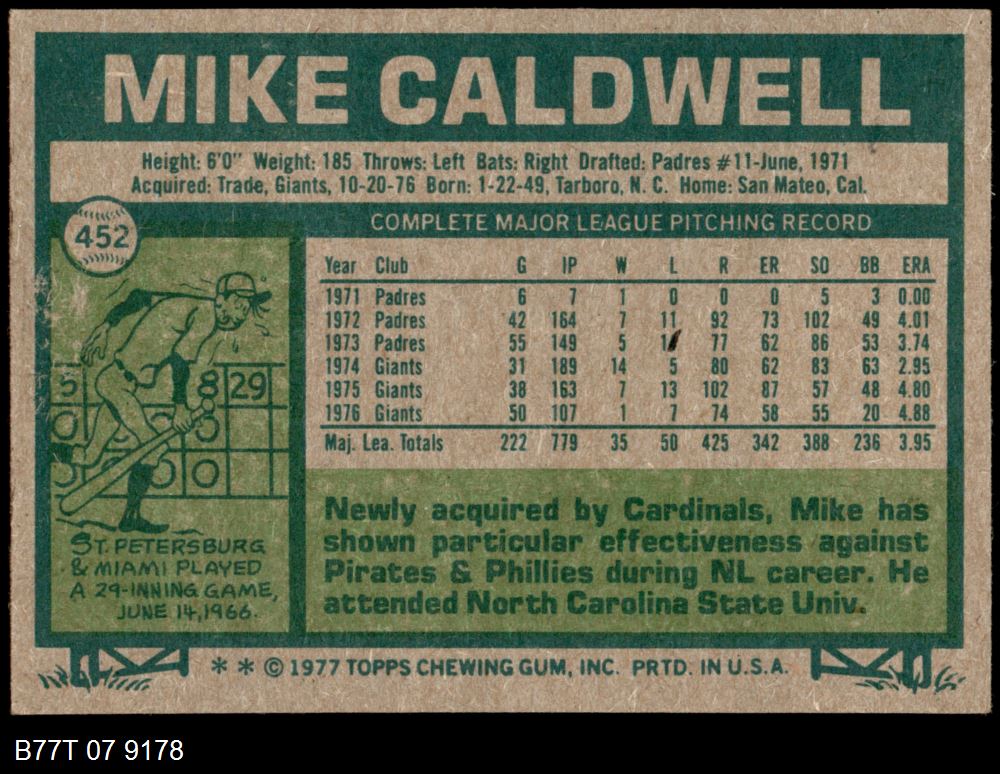 MIKE CALDWELL
Height: 6'0" Weight: 185 Throws: Left Bats: Right Drafted: Padres #11-June, 1971
Acquired: Trade, Giants, 10-20-76 Born: 1-22-49, Tarboro, N. C. Home: San Mateo, Cal.
452
COMPLETE MAJOR LEAGUE PITCHING RECORD
Year Club G IP W L R ER SO BB ERA
1971 Padres 6 7 1 0 0 0 5 3 0.00
1972 Padres 42 164 7 11 92 73 102 49 4.01
1973 Padres 55 149 5 1 77 62 86 53 3.74
1974 Giants 31 189 14 5 80 62 83 63 2.95
1975 Giants 38 163 7 13 102 87 57 48 4.80
1976 Giants 50 107 1 7 74 58 55 20 4.88
Maj. Lea. Totals 222 779 35 50 425 342 388 236 3.95
5 8 29
0 0
0 0
ST. PETERSBURG
& MIAMI PLAYED
A 29-INNING GAME,
JUNE 14, 1966.
Newly acquired by Cardinals, Mike has
shown particular effectiveness against
Pirates & Phillies during NL career. He
attended North Carolina State Univ.
* * © 1977 TOPPS CHEWING GUM, INC. PRTD. IN U.S.A.
B77T 07 9178